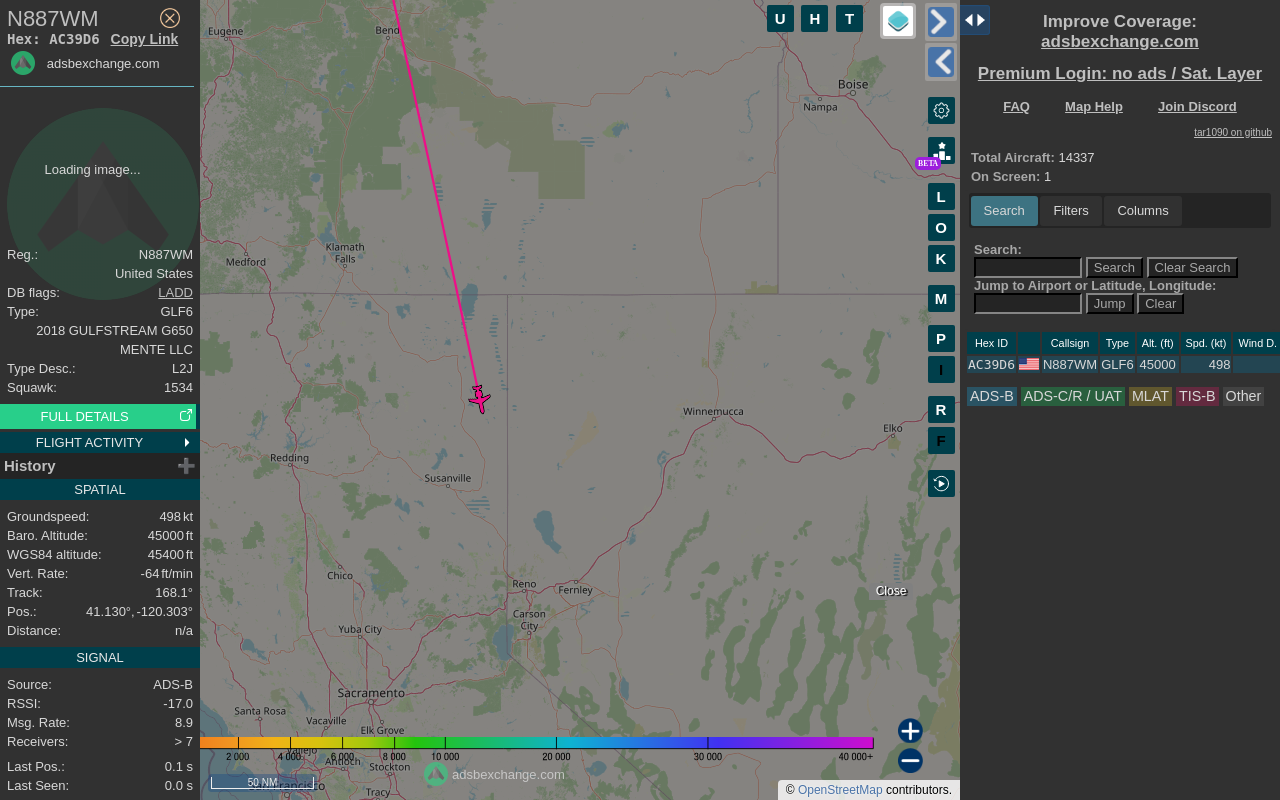 N887WM
Hex: AC39D6 Copy Link
adsbexchange.com
Loading image...
Reg.: N887WM
United States
DB flags: LADD
Type: GLF6
2018 GULFSTREAM G650
MENTE LLC
Type Desc.: L2J
Squawk: 1534
FULL DETAILS
FLIGHT ACTIVITY
History
SPATIAL
Groundspeed: 498 kt
Baro. Altitude: 45000 ft
WGS84 altitude: 45400 ft
Vert. Rate: -64 ft/min
Track: 168.1°
Pos.: 41.130°, -120.303°
Distance: n/a
SIGNAL
Source: ADS-B
RSSI: -17.0
Msg. Rate: 8.9
Receivers: > 7
Last Pos.: 0.1 s
Last Seen: 0.0 s
Eugene
Bend
Boise
Nampa
Klamath
Falls
Medford
Winnemucca
Elko
Redding
Susanville
Chico
Reno
Fernley
Carson
City
Yuba City
Sacramento
Santa Rosa
Vacaville
Elk Grove
Vallejo
Antioch
Stockton
San Francisco
Tracy
Close
2 000 4 000 6 000 8 000 10 000 20 000 30 000 40 000+
50 NM
adsbexchange.com
© OpenStreetMap contributors.
U H T
BETA
L
O
K
M
P
I
R
F
Improve Coverage:
adsbexchange.com
Premium Login: no ads / Sat. Layer
FAQ Map Help Join Discord
tar1090 on github
Total Aircraft: 14337
On Screen: 1
Search Filters Columns
Search:
Search Clear Search
Jump to Airport or Latitude, Longitude:
Jump Clear
Hex ID Callsign Type Alt. (ft) Spd. (kt) Wind D.
AC39D6 N887WM GLF6 45000 498
ADS-B ADS-C/R / UAT MLAT TIS-B Other